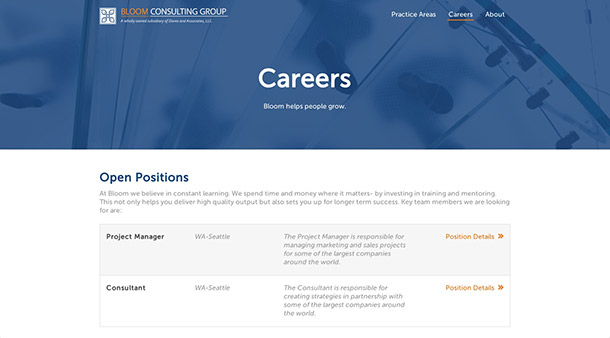 BLOOM CONSULTING GROUP
A wholly owned subsidiary of Dawes and Associates, LLC.
Practice Areas
Careers
About
Careers
Bloom helps people grow.
Open Positions
At Bloom we believe in constant learning. We spend time and money where it matters- by investing in training and mentoring.
This not only helps you deliver high quality output but also sets you up for longer term success. Key team members we are looking
for are:
Project Manager
WA-Seattle
The Project Manager is responsible for
managing marketing and sales projects
for some of the largest companies
around the world.
Position Details »
Consultant
WA-Seattle
The Consultant is responsible for
creating strategies in partnership with
some of the largest companies around
the world.
Position Details »